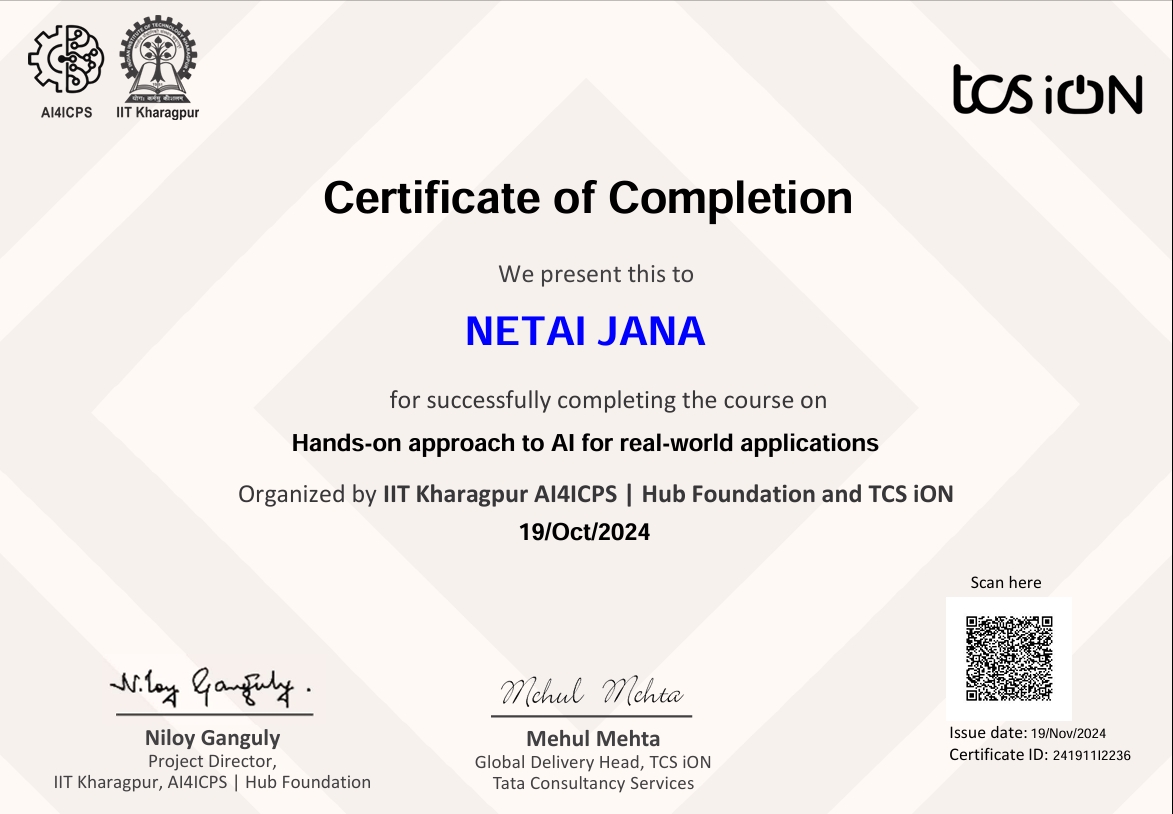 AI4ICPS
IIT Kharagpur
tcs iON
Certificate of Completion
We present this to
NETAI JANA
for successfully completing the course on
Hands-on approach to AI for real-world applications
Organized by IIT Kharagpur AI4ICPS | Hub Foundation and TCS iON
19/Oct/2024
Scan here
Niloy Ganguly.
Mehul Mehta
Niloy Ganguly
Project Director,
IIT Kharagpur, AI4ICPS | Hub Foundation
Mehul Mehta
Global Delivery Head, TCS iON
Tata Consultancy Services
Issue date: 19/Nov/2024
Certificate ID: 241911I2236